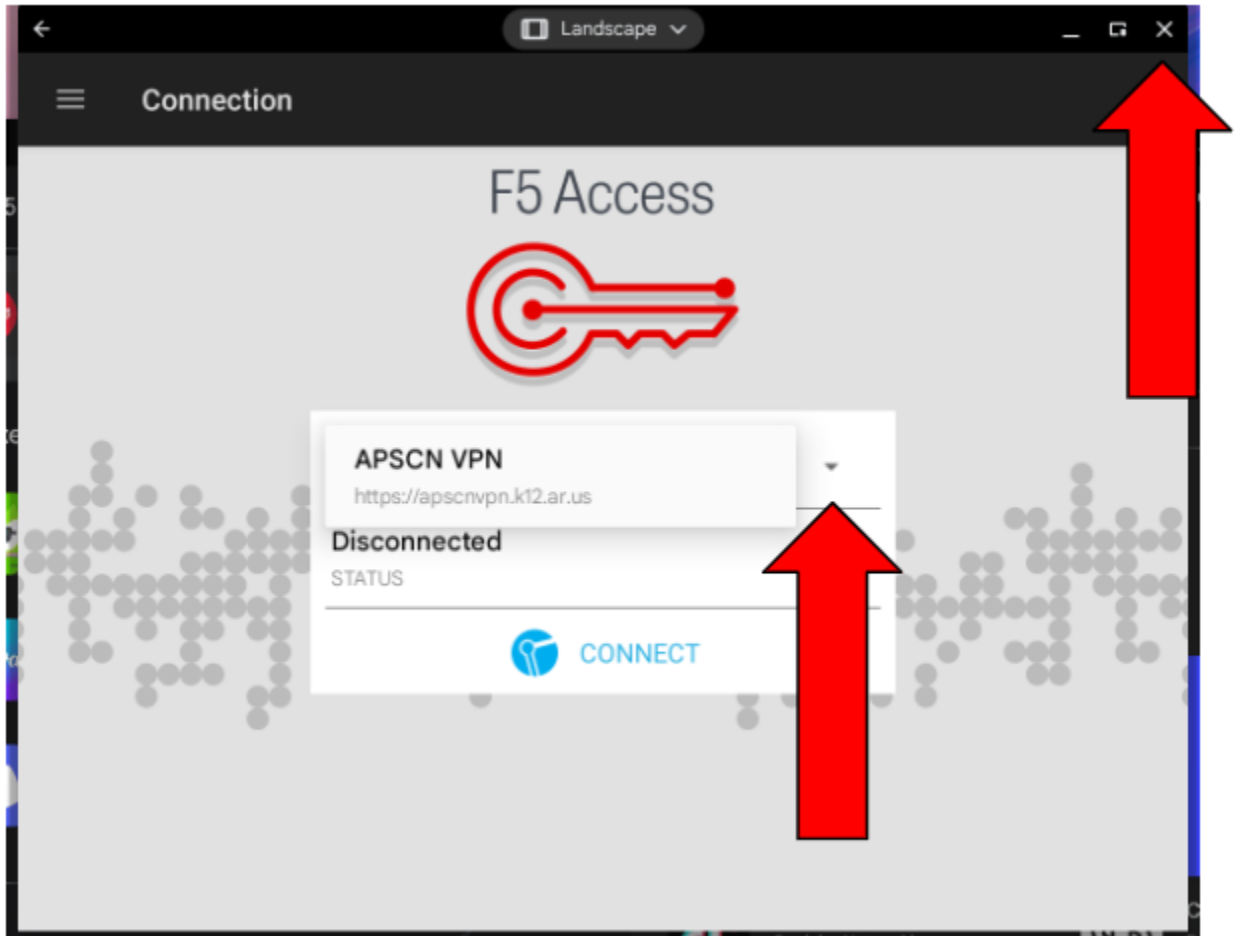 Landscape
Connection
F5 Access
APSCN VPN
https://apscnvpn.k12.ar.us
Disconnected
STATUS
CONNECT